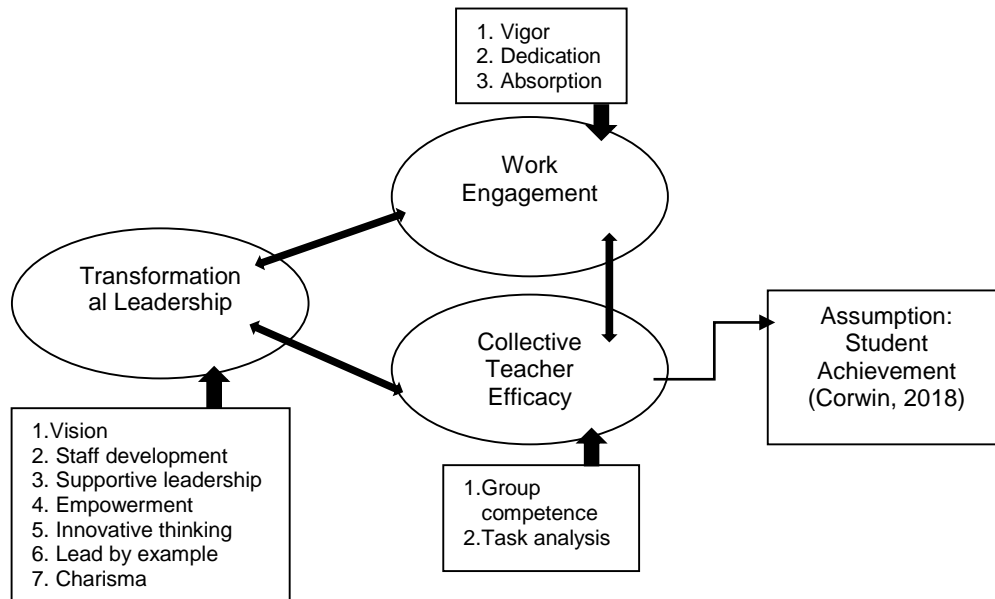 1. Vigor
2. Dedication
3. Absorption
Work
Engagement
Transformation
al Leadership
Collective
Teacher
Efficacy
Assumption:
Student
Achievement
(Corwin, 2018)
1.Vision
2. Staff development
3. Supportive leadership
4. Empowerment
5. Innovative thinking
6. Lead by example
7. Charisma
1.Group
competence
2.Task analysis